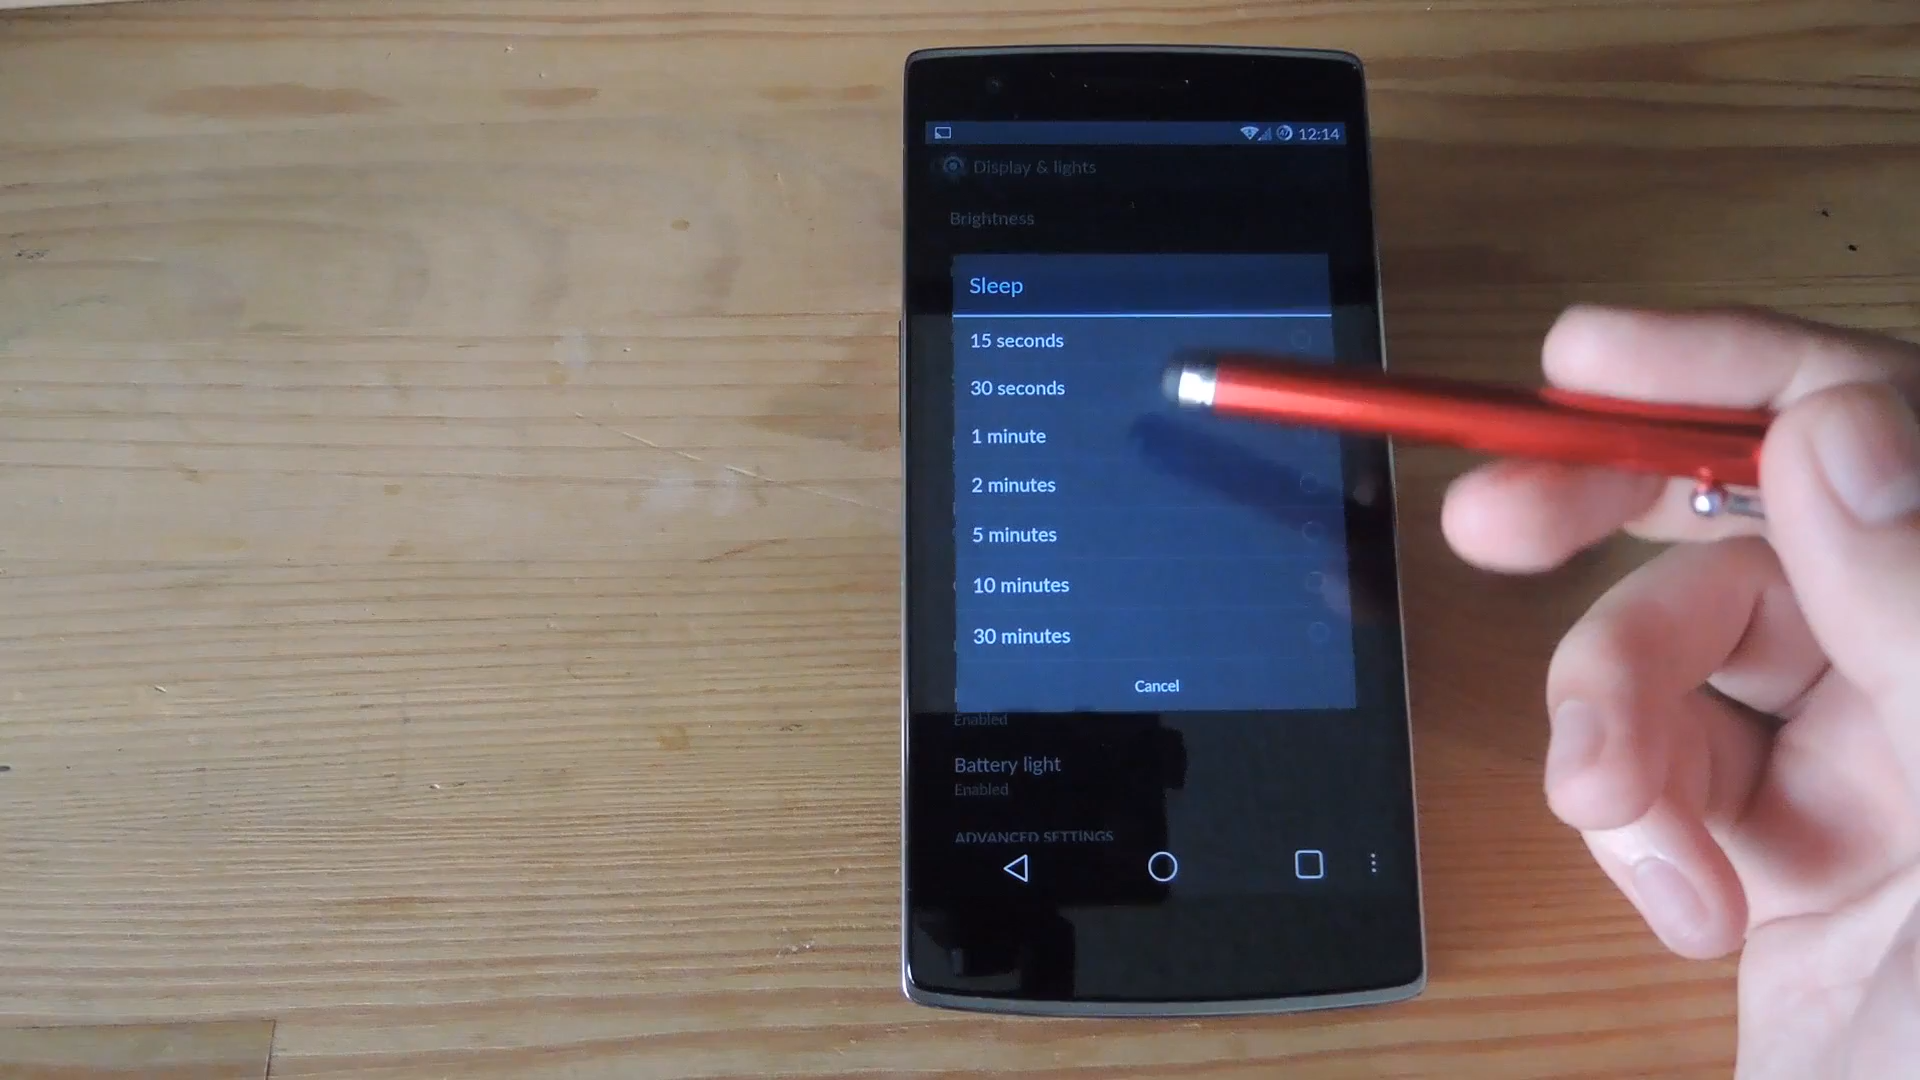 12:14
Display & lights
Brightness
Sleep
15 seconds
30 seconds
1 minute
2 minutes
5 minutes
10 minutes
30 minutes
Cancel
Enabled
Battery light
Enabled
ADVANCED SETTINGS